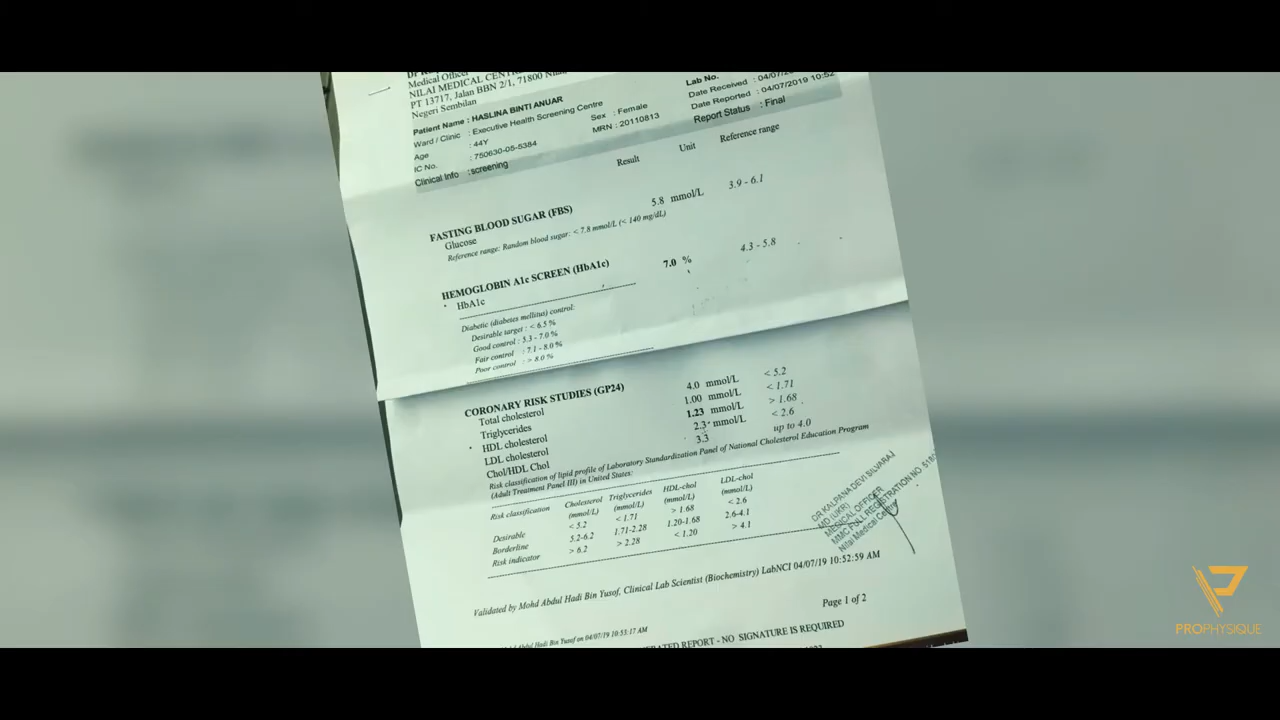 Medical Officer
NILAI MEDICAL CENTRE
PT 13717, Jalan BBN 2/1, 71800 Nilai
Negeri Sembilan
Lab No.
Date Received : 04/07/20
Date Reported : 04/07/2019 10:52
Report Status : Final
Patient Name : HASLINA BINTI ANUAR
Ward / Clinic : Executive Health Screening Centre
Age : 44Y
Sex : Female
IC No. : 750630-05-5384
MRN : 20110813
Clinical Info : screening
Result Unit Reference range
FASTING BLOOD SUGAR (FBS)
Glucose 5.8 mmol/L 3.9 - 6.1
Reference range: Random blood sugar: < 7.8 mmol/L (< 140 mg/dL)
HEMOGLOBIN A1c SCREEN (HbA1c)
* HbA1c 7.0 % 4.3 - 5.8
Diabetic (diabetes mellitus) control:
Desirable target : < 6.5 %
Good control : 5.3 - 7.0 %
Fair control : 7.1 - 8.0 %
Poor control : > 8.0 %
CORONARY RISK STUDIES (GP24)
Total cholesterol 4.0 mmol/L < 5.2
Triglycerides 1.00 mmol/L < 1.71
* HDL cholesterol 1.23 mmol/L > 1.68
LDL cholesterol 2.3 mmol/L < 2.6
Chol/HDL Chol 3.3 up to 4.0
Risk classification of lipid profile of Laboratory Standardization Panel of National Cholesterol Education Program
(Adult Treatment Panel III) in United States:
Risk classification Cholesterol (mmol/L) Triglycerides (mmol/L) HDL-chol (mmol/L) LDL-chol (mmol/L)
Desirable < 5.2 < 1.71 > 1.68 < 2.6
Borderline 5.2-6.2 1.71-2.28 1.20-1.68 2.6-4.1
Risk indicator > 6.2 > 2.28 < 1.20 > 4.1
DR KALPANA DEVI SILVARAJ
MD (UKR)
MEDICAL OFFICER
MMC FULL REGISTRATION NO. 518
Nilai Medical Centre
Validated by Mohd Abdul Hadi Bin Yusof, Clinical Lab Scientist (Biochemistry) LabNCI 04/07/19 10:52:59 AM
Page 1 of 2
Abdul Hadi Bin Yusof on 04/07/19 10:53:17 AM
REPORT - NO SIGNATURE IS REQUIRED
PROPHYSIQUE